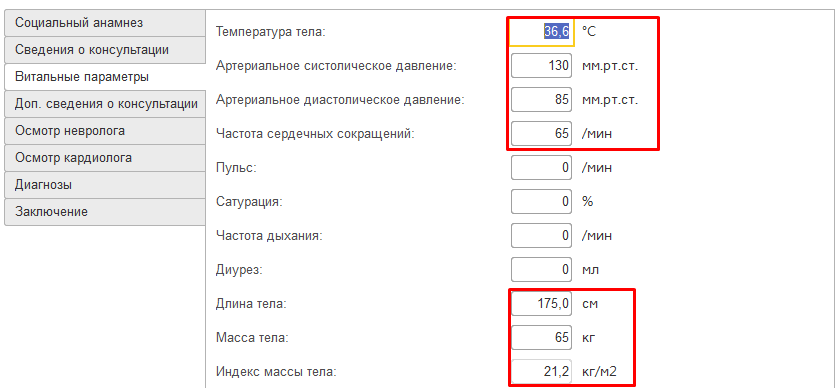 Социальный анамнез
Сведения о консультации
Витальные параметры
Доп. сведения о консультации
Осмотр невролога
Осмотр кардиолога
Диагнозы
Заключение
Температура тела: 36,6 °C
Артериальное систолическое давление: 130 мм.рт.ст.
Артериальное диастолическое давление: 85 мм.рт.ст.
Частота сердечных сокращений: 65 /мин
Пульс: 0 /мин
Сатурация: 0 %
Частота дыхания: 0 /мин
Диурез: 0 мл
Длина тела: 175,0 см
Масса тела: 65 кг
Индекс массы тела: 21,2 кг/м2